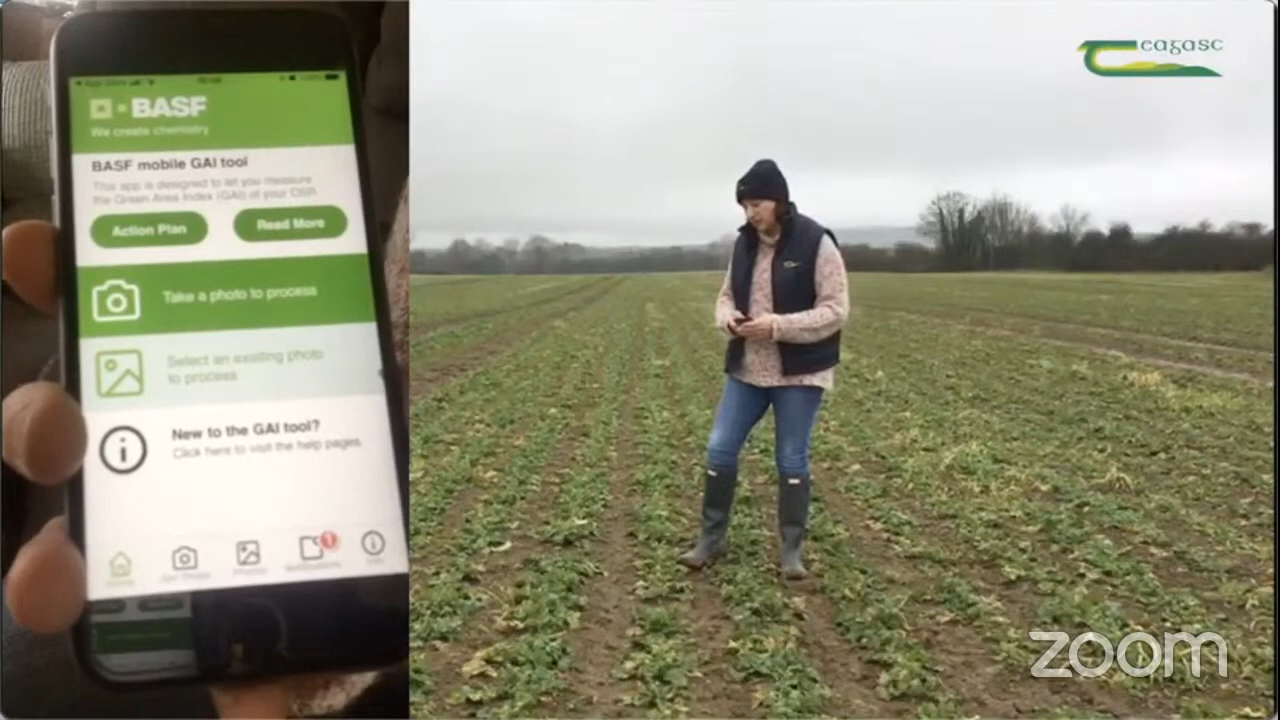 BASF
We create chemistry
BASF mobile GAI tool
This app is designed to let you measure
the Green Area Index (GAI) of your OSR
Action Plan
Read More
Take a photo to process
Select an existing photo
to process
New to the GAI tool?
Click here to visit the help pages.
1
Teagasc
zoom